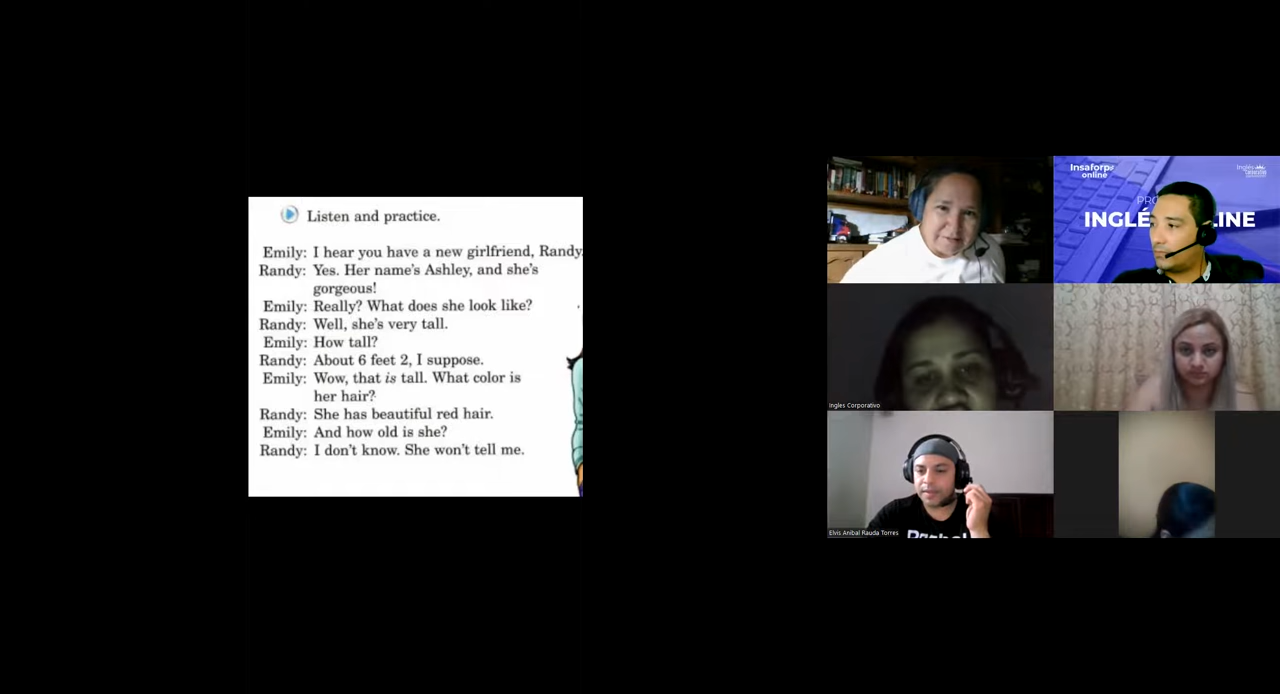 Listen and practice.
Emily: I hear you have a new girlfriend, Randy
Randy: Yes. Her name's Ashley, and she's
gorgeous!
Emily: Really? What does she look like?
Randy: Well, she's very tall.
Emily: How tall?
Randy: About 6 feet 2, I suppose.
Emily: Wow, that is tall. What color is
her hair?
Randy: She has beautiful red hair.
Emily: And how old is she?
Randy: I don't know. She won't tell me.
Insaforp
online
INGLÉ LINE
Ingles Corporativo
Elvis Anibal Rauda Torres